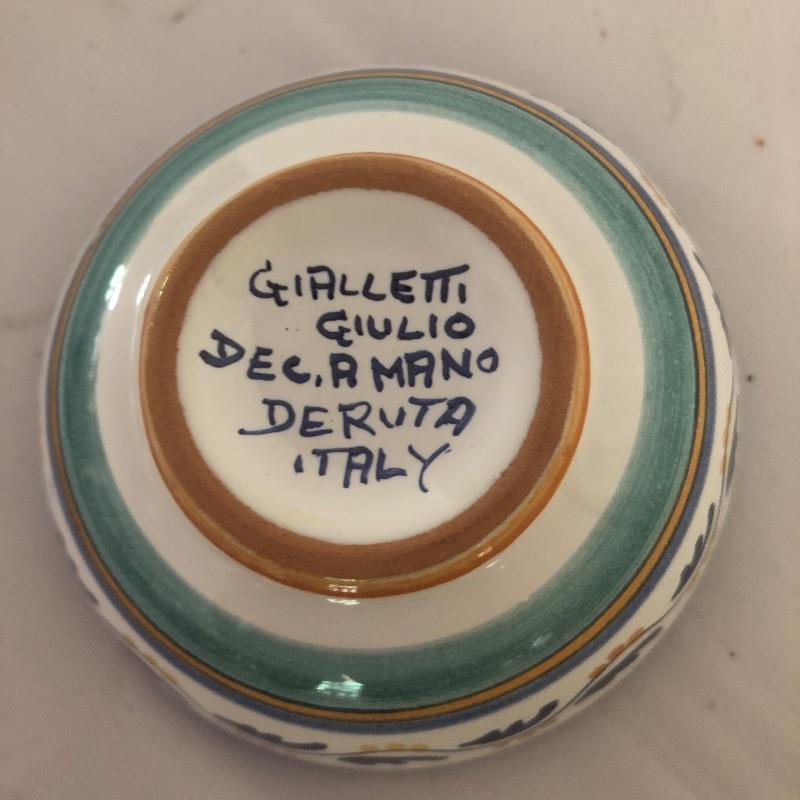 GIALLETTI
GIULIO
DEC. A MANO
DERUTA
ITALY